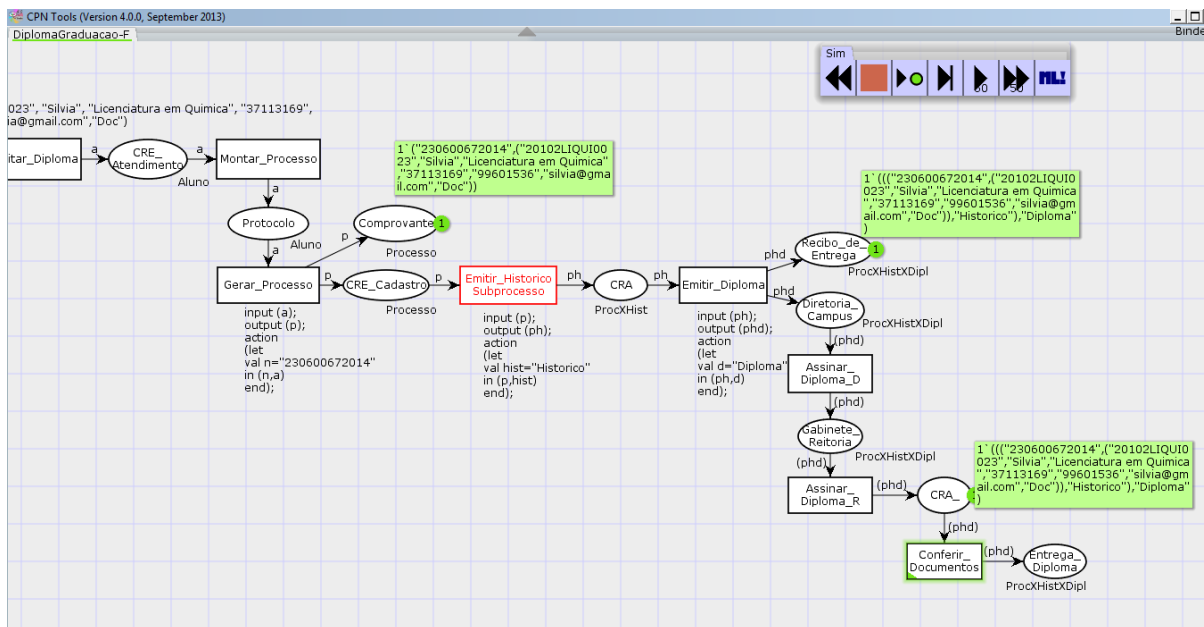 CPN Tools (Version 4.0.0, September 2013)
DiplomaGraduacao-F
Binde
Sim
60
50
ML!
023", "Silvia", "Licenciatura em Quimica", "37113169",
ia@gmail.com","Doc")
itar_Diploma
a
CRE_
Atendimento
Aluno
a
Montar_Processo
a
Protocolo
Aluno
a
Gerar_Processo
input (a);
output (p);
action
(let
val n="230600672014"
in (n,a)
end);
p
Comprovante
1
Processo
1`("230600672014",("20102LIQUI0
023","Silvia","Licenciatura em Quimica"
,"37113169","99601536","silvia@gma
il.com","Doc"))
p
CRE_Cadastro
Processo
p
Emitir_Historico
Subprocesso
input (p);
output (ph);
action
(let
val hist="Historico"
in (p,hist)
end);
ph
CRA
ProcXHist
ph
Emitir_Diploma
input (ph);
output (phd);
action
(let
val d="Diploma"
in (ph,d)
end);
phd
Recibo_de_
Entrega
1
ProcXHistXDipl
1`((("230600672014",("20102LIQUI0
023","Silvia","Licenciatura em Quimica
","37113169","99601536","silvia@gm
ail.com","Doc")),"Historico"),"Diploma"
)
phd
Diretoria_
Campus
ProcXHistXDipl
(phd)
Assinar_
Diploma_D
(phd)
Gabinete_
Reitoria
ProcXHistXDipl
(phd)
Assinar_
Diploma_R
(phd)
CRA_
1`((("230600672014",("20102LIQUI0
023","Silvia","Licenciatura em Quimica
","37113169","99601536","silvia@gm
ail.com","Doc")),"Historico"),"Diploma"
)
(phd)
Conferir_
Documentos
(phd)
Entrega_
Diploma
ProcXHistXDipl